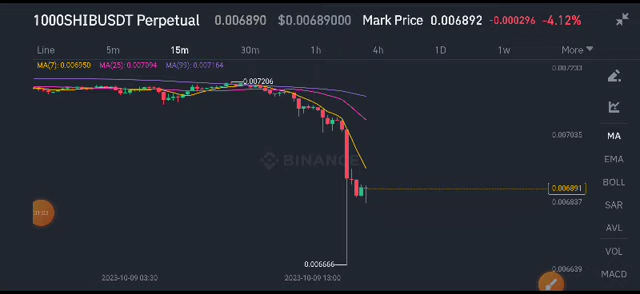 1000SHIBUSDT Perpetual 0.006890 $0.00689000 Mark Price 0.006892 -0.000296 -4.12%
Line 5m 15m 30m 1h 4h 1D 1w More
MA(7): 0.006950 MA(25): 0.007094 MA(99): 0.007164
0.007233
0.007206
0.007035
MA
BINANCE
EMA
BOLL
0.006891
0.006837
SAR
AVL
VOL
0.006666
0.006639
MACD
2023-10-09 03:30 2023-10-09 13:00